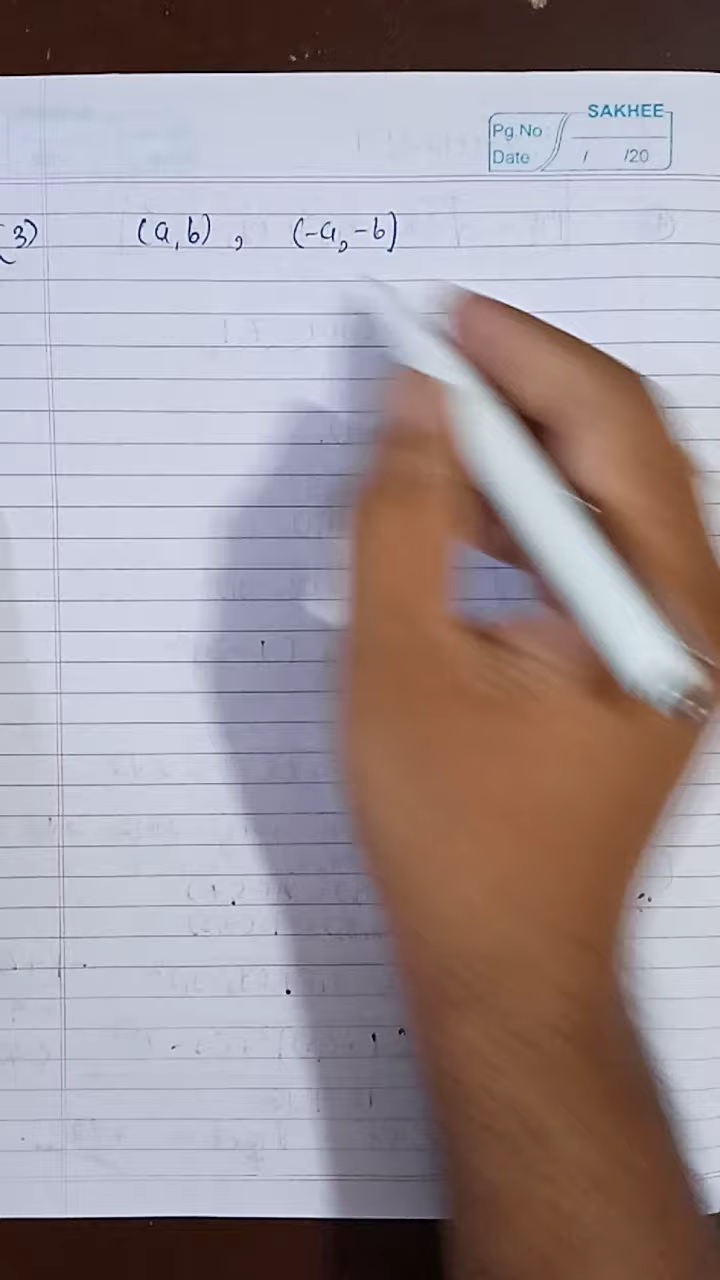 SAKHEE
Pg.No :
Date / /20
(3) (a,b) , (-a,-b)